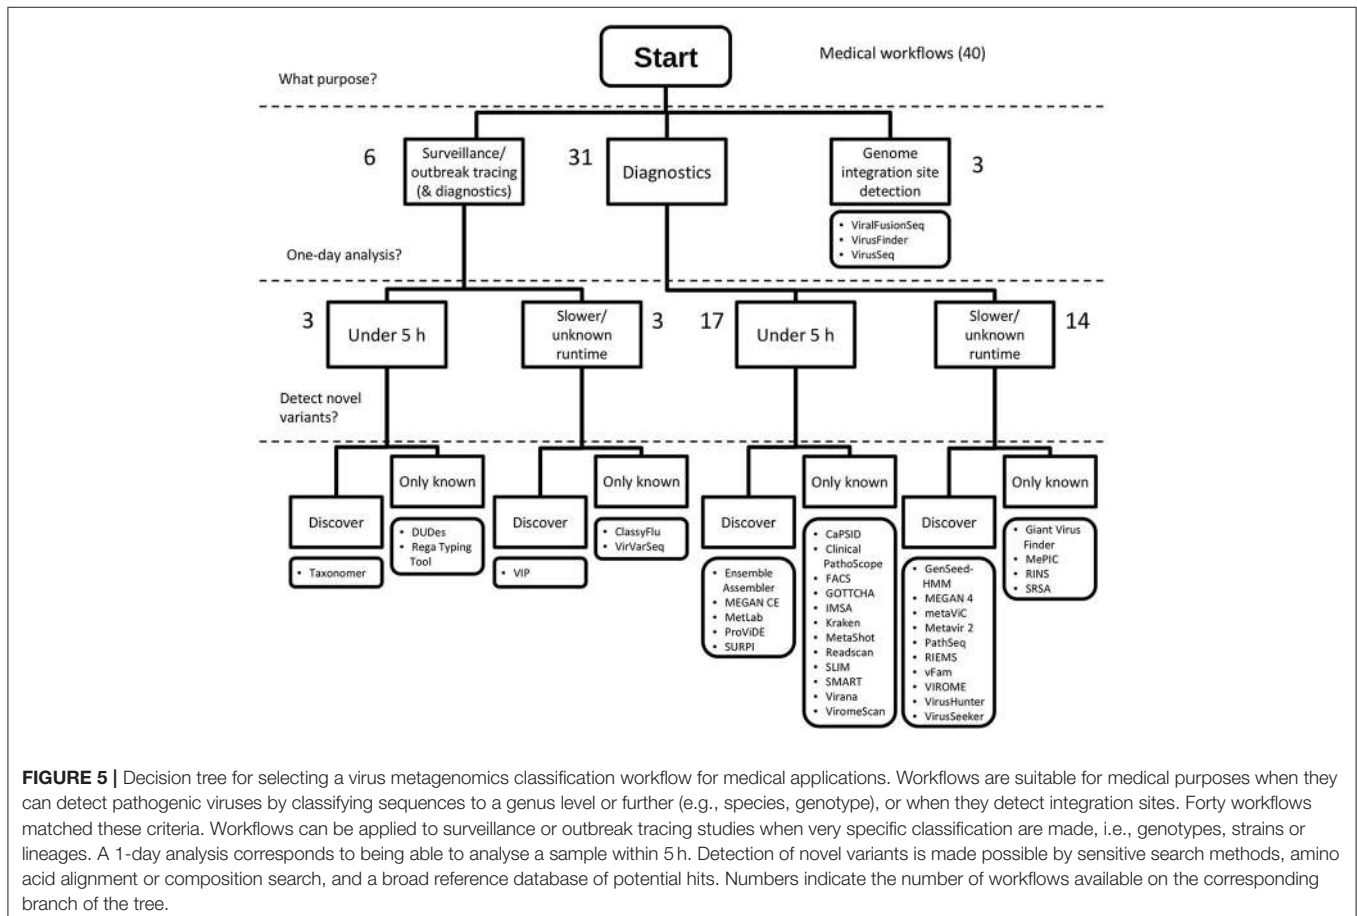 Start
Medical workflows (40)
What purpose?
6
Surveillance/
outbreak tracing
(& diagnostics)
31
Diagnostics
Genome
integration site
detection
3
• ViralFusionSeq
• VirusFinder
• VirusSeq
One-day analysis?
3
Under 5 h
Slower/
unknown
runtime
3
17
Under 5 h
Slower/
unknown
runtime
14
Detect novel
variants?
Discover
• Taxonomer
Only known
• DUDes
• Rega Typing
Tool
Discover
• VIP
Only known
• ClassyFlu
• VirVarSeq
Discover
• Ensemble
Assembler
• MEGAN CE
• MetLab
• ProViDE
• SURPI
Only known
• CaPSID
• Clinical
PathoScope
• FACS
• GOTTCHA
• IMSA
• Kraken
• MetaShot
• Readscan
• SLIM
• SMART
• Virana
• ViromeScan
Discover
• GenSeed-
HMM
• MEGAN 4
• metaViC
• Metavir 2
• PathSeq
• RIEMS
• vFam
• VIROME
• VirusHunter
• VirusSeeker
Only known
• Giant Virus
Finder
• MePIC
• RINS
• SRSA
FIGURE 5 | Decision tree for selecting a virus metagenomics classification workflow for medical applications. Workflows are suitable for medical purposes when they
can detect pathogenic viruses by classifying sequences to a genus level or further (e.g., species, genotype), or when they detect integration sites. Forty workflows
matched these criteria. Workflows can be applied to surveillance or outbreak tracing studies when very specific classification are made, i.e., genotypes, strains or
lineages. A 1-day analysis corresponds to being able to analyse a sample within 5 h. Detection of novel variants is made possible by sensitive search methods, amino
acid alignment or composition search, and a broad reference database of potential hits. Numbers indicate the number of workflows available on the corresponding
branch of the tree.